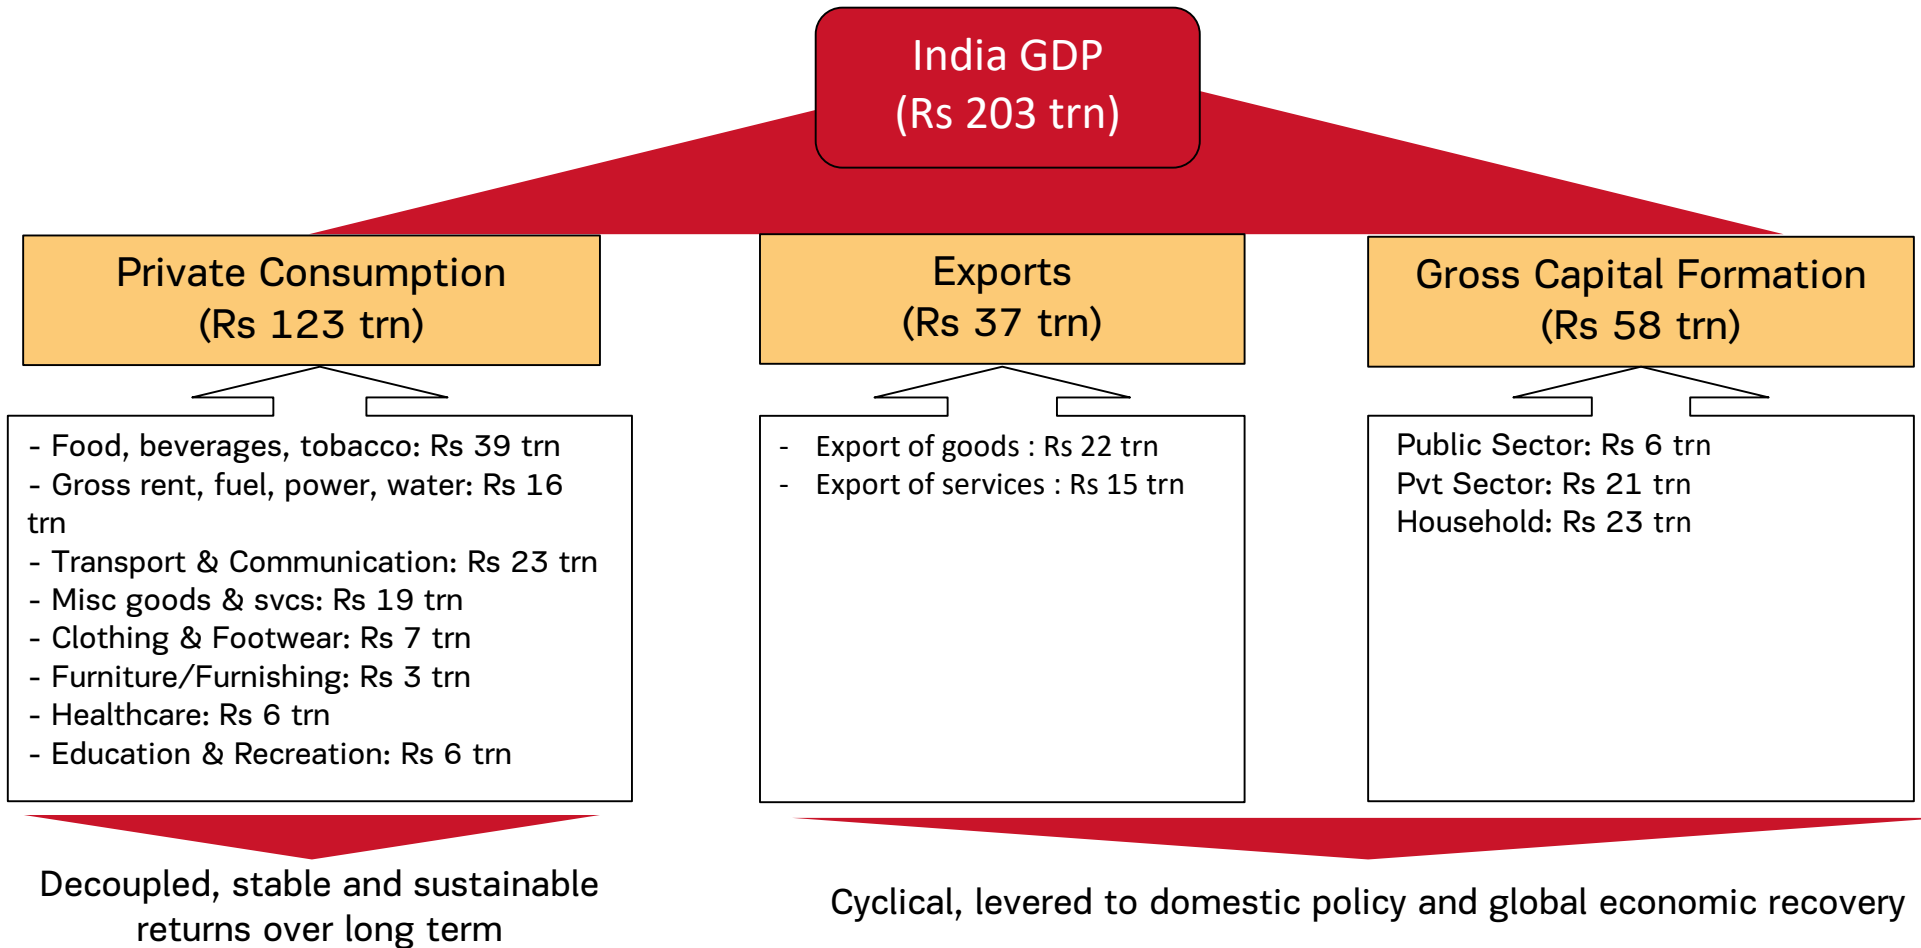 India GDP
(Rs 203 trn)
Private Consumption
(Rs 123 trn)
- Food, beverages, tobacco: Rs 39 trn
- Gross rent, fuel, power, water: Rs 16
trn
- Transport & Communication: Rs 23 trn
- Misc goods & svcs: Rs 19 trn
- Clothing & Footwear: Rs 7 trn
- Furniture/Furnishing: Rs 3 trn
- Healthcare: Rs 6 trn
- Education & Recreation: Rs 6 trn
Decoupled, stable and sustainable
returns over long term
Exports
(Rs 37 trn)
- Export of goods : Rs 22 trn
- Export of services : Rs 15 trn
Gross Capital Formation
(Rs 58 trn)
Public Sector: Rs 6 trn
Pvt Sector: Rs 21 trn
Household: Rs 23 trn
Cyclical, levered to domestic policy and global economic recovery